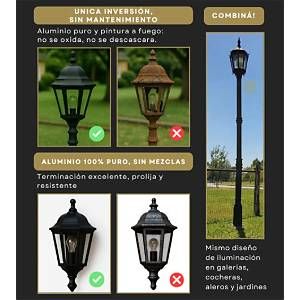 UNICA INVERSIÓN,
SIN MANTENIMIENTO
Aluminio puro y pintura a fuego:
no se oxida, no se descascara.
ALUMINIO 100% PURO, SIN MEZCLAS
Terminación excelente, prolija y
resistente
COMBINÁ!
Mismo diseño
de iluminación
en galerías,
cocheras,
aleros y jardines